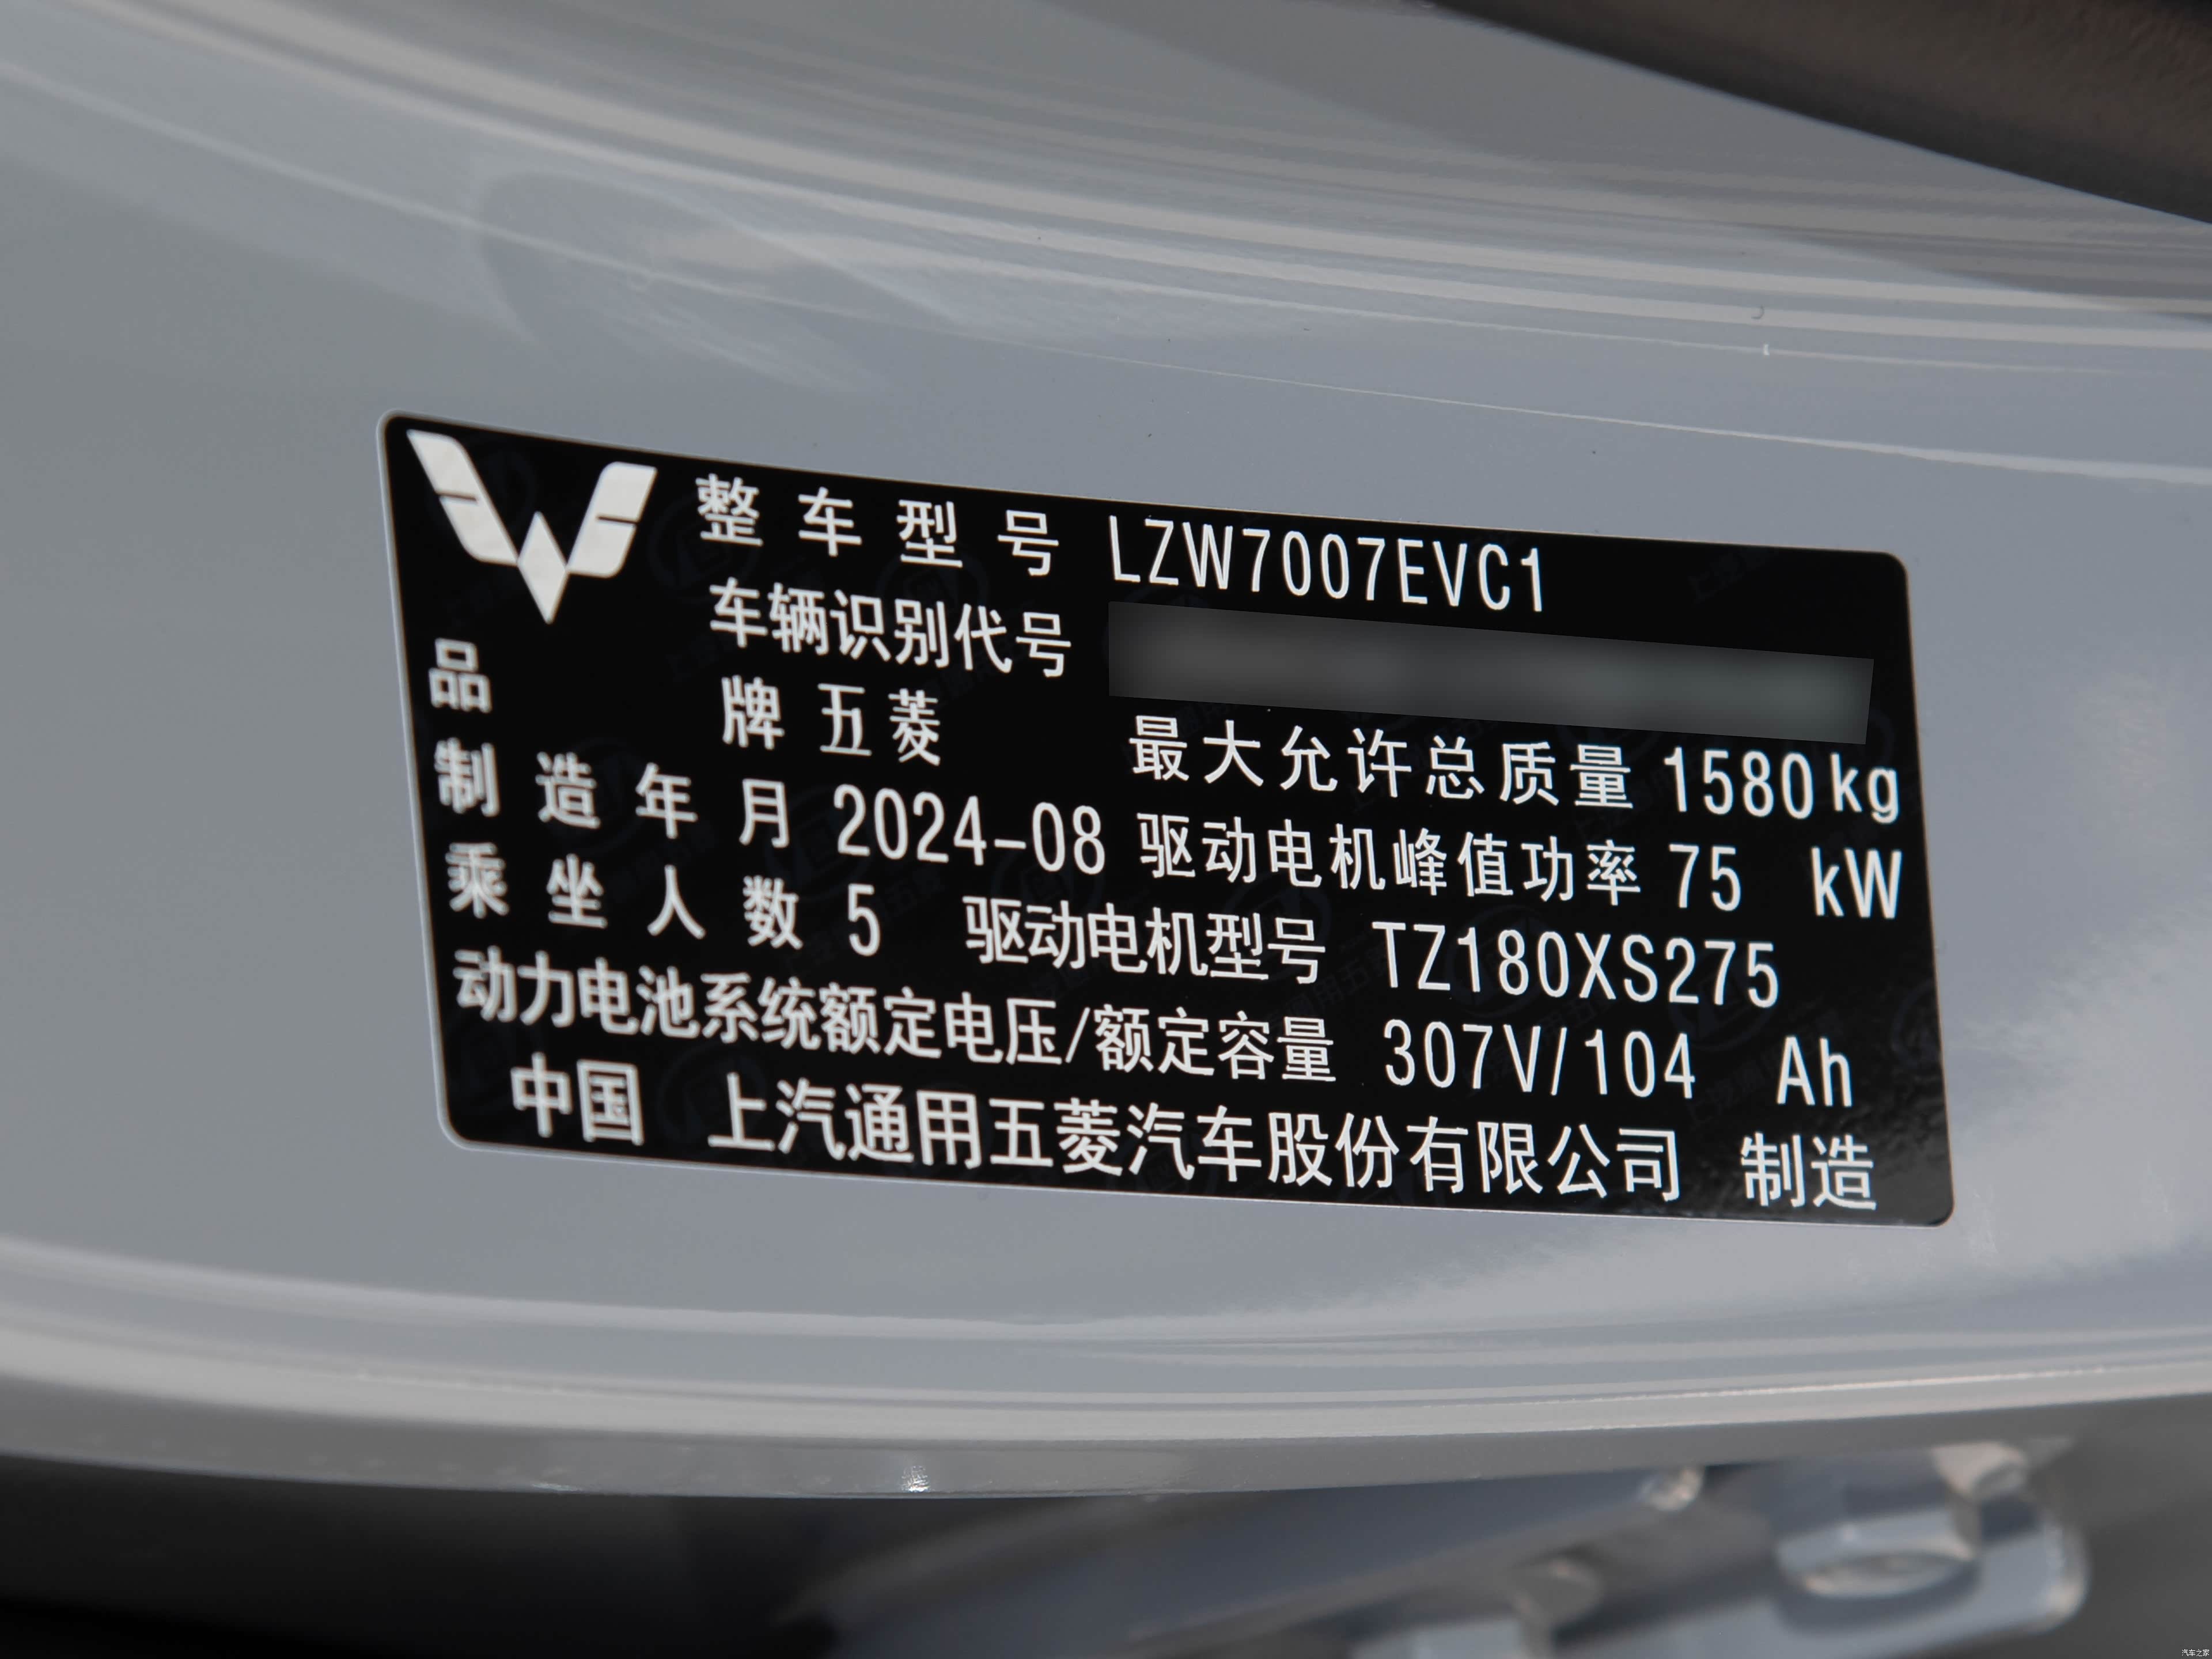 整车型号 LZW7007EVC1
车辆识别代号
品牌 五菱 最大允许总质量 1580kg
制造年月 2024-08 驱动电机峰值功率 75 kW
乘坐人数 5 驱动电机型号 TZ180XS275
动力电池系统额定电压/额定容量 307V/104 Ah
中国 上汽通用五菱汽车股份有限公司 制造
汽车之家